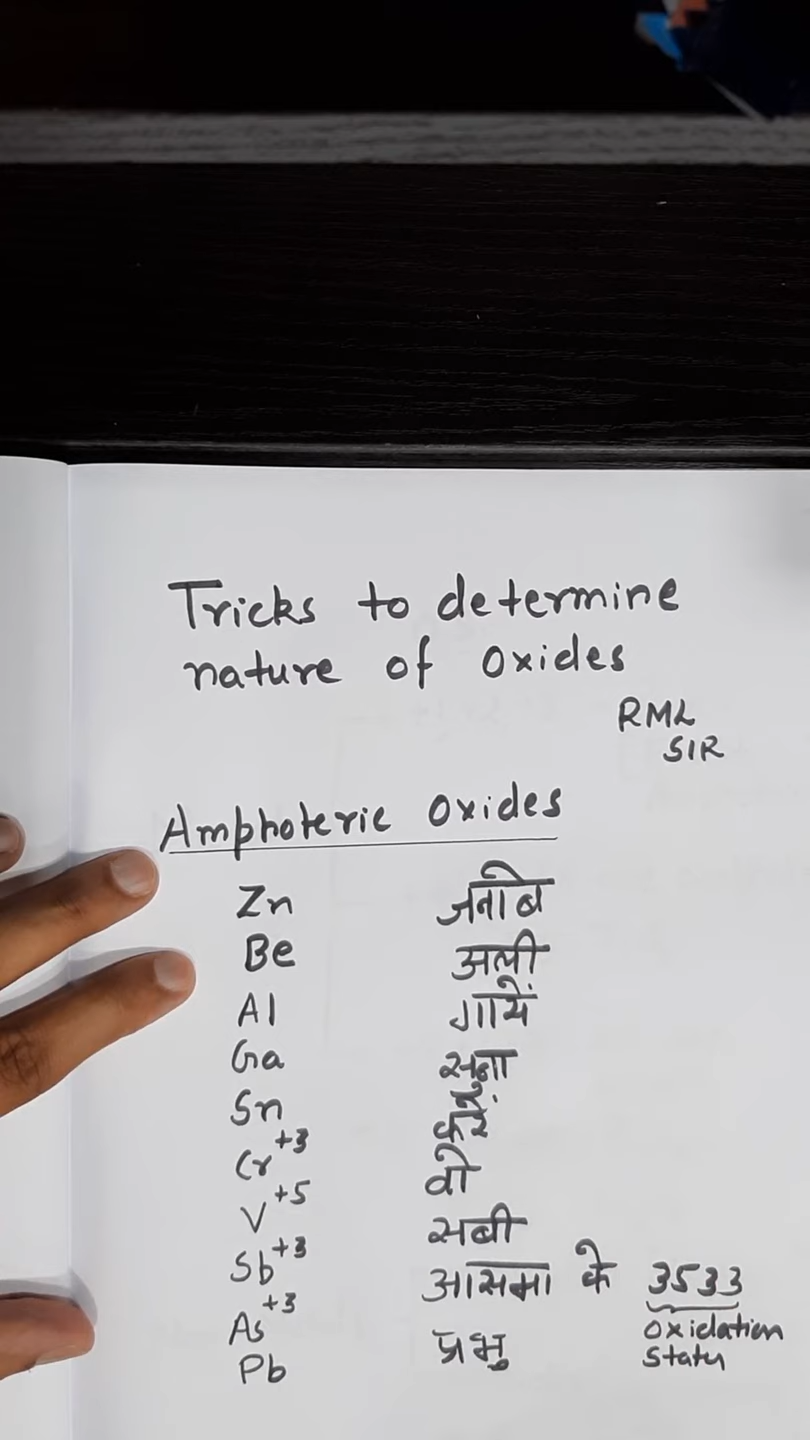 Tricks to determine
nature of oxides
RML
SIR
Amphoteric oxides
Zn जनाबे
Be अली
Al गायें
Ga सुना
Sn करें
Cr+3 वो
V+5 सबी
Sb+3 आसमा के 3533
As+3 प्रभु oxidation
Pb State